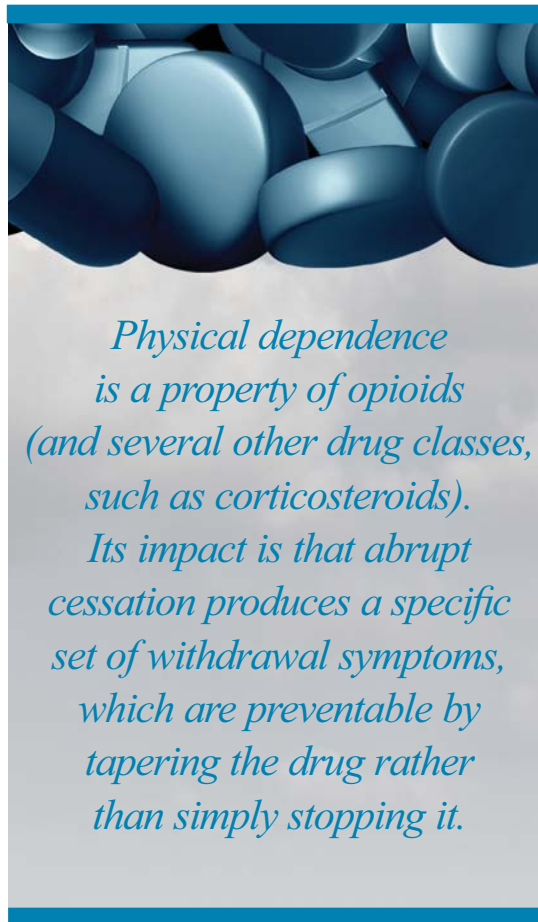 Physical dependence
is a property of opioids
(and several other drug classes,
such as corticosteroids).
Its impact is that abrupt
cessation produces a specific
set of withdrawal symptoms,
which are preventable by
tapering the drug rather
than simply stopping it.